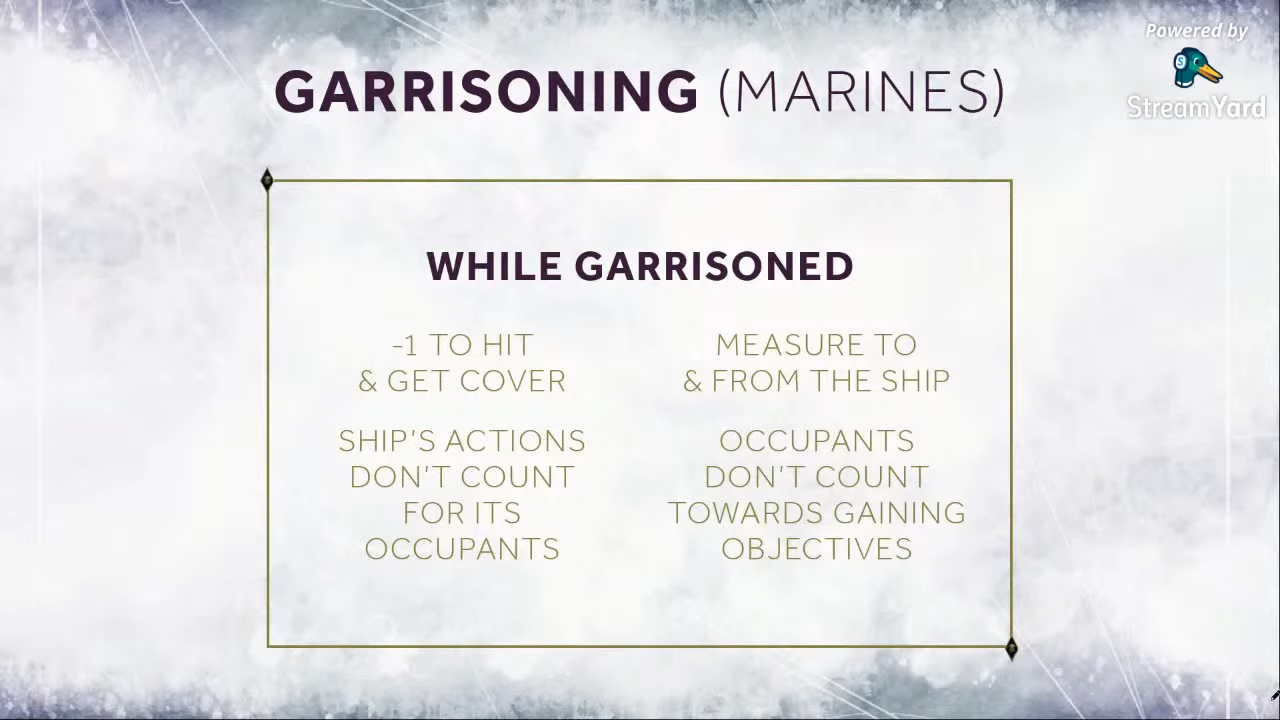 Powered by
StreamYard
GARRISONING (MARINES)
WHILE GARRISONED
-1 TO HIT
& GET COVER
MEASURE TO
& FROM THE SHIP
SHIP'S ACTIONS
DON'T COUNT
FOR ITS
OCCUPANTS
OCCUPANTS
DON'T COUNT
TOWARDS GAINING
OBJECTIVES